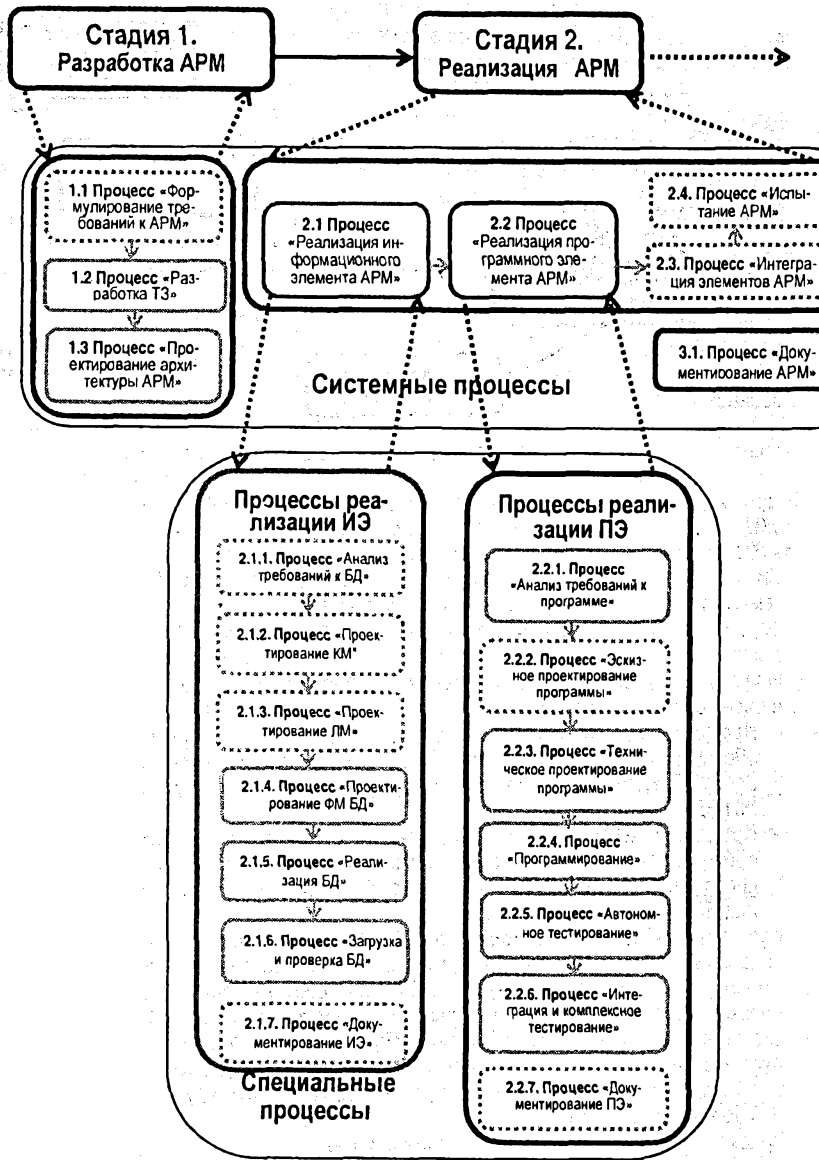 Стадия 1.
Разработка АРМ
Стадия 2.
Реализация АРМ
1.1 Процесс «Фор-
мулирование тре-
бований к АРМ»
1.2 Процесс «Раз-
работка ТЗ»
1.3 Процесс «Про-
ектирование архи-
тектуры АРМ»
2.1 Процесс
«Реализация ин-
формационного
элемента АРМ»
2.2 Процесс
«Реализация про-
граммного эле-
мента АРМ»
2.4. Процесс «Испы-
тание АРМ»
2.3. Процесс «Интегра-
ция элементов АРМ»
3.1. Процесс «Доку-
ментирование АРМ»
Системные процессы
Процессы реа-
лизации ИЭ
2.1.1. Процесс «Анализ
требований к БД»
2.1.2. Процесс «Проек-
тирование КМ"
2.1.3. Процесс «Проек-
тирование ЛМ»
2.1.4. Процесс «Проекти-
рование ФМ БД»
2.1.5. Процесс «Реали-
зация БД»
2.1.6. Процесс «Загрузка
и проверка БД»
2.1.7. Процесс «Доку-
ментирование ИЭ»
Специальные
процессы
Процессы реали-
зации ПЭ
2.2.1. Процесс
«Анализ требований к
программе»
2.2.2. Процесс «Эскиз-
ное проектирование
программы»
2.2.3. Процесс «Техни-
ческое проектирование
программы»
2.2.4. Процесс
«Программирование»
2.2.5. Процесс «Автоном-
ное тестирование»
2.2.6. Процесс «Инте-
грация и комплексное
тестирование»
2.2.7. Процесс «Доку-
ментирование ПЭ»